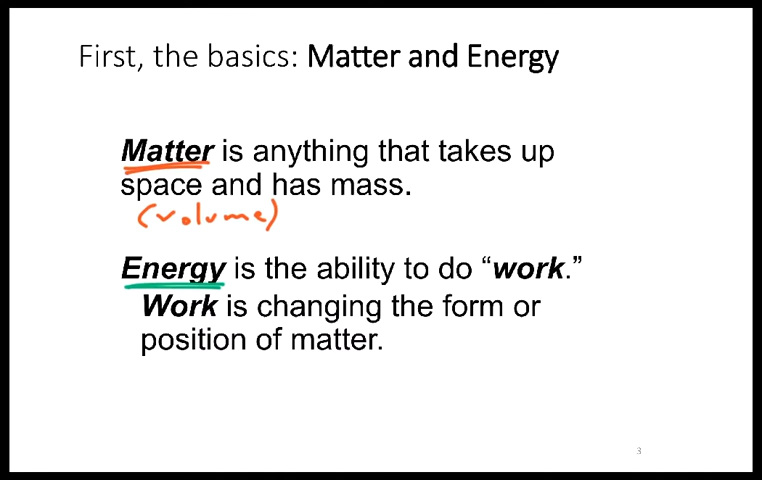 First, the basics: Matter and Energy
Matter is anything that takes up
space and has mass.
(volume)
Energy is the ability to do “work.”
Work is changing the form or
position of matter.
3